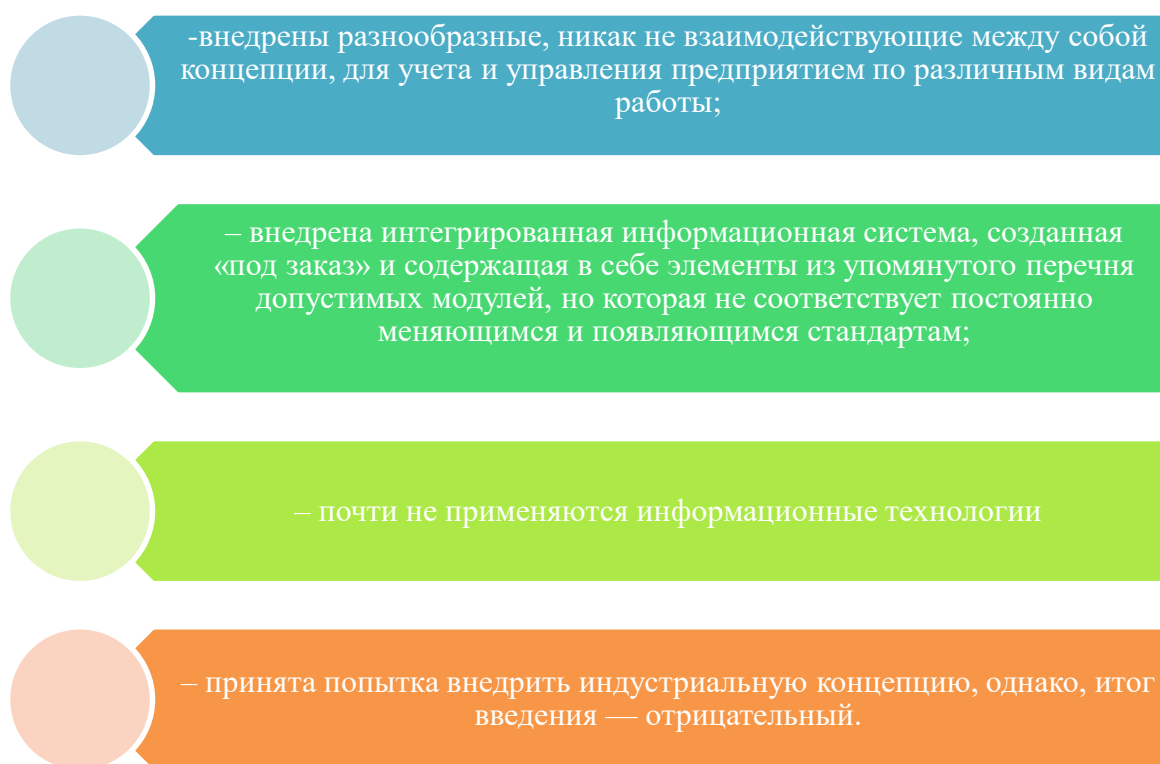 -внедрены разнообразные, никак не взаимодействующие между собой
концепции, для учета и управления предприятием по различным видам
работы;
– внедрена интегрированная информационная система, созданная
«под заказ» и содержащая в себе элементы из упомянутого перечня
допустимых модулей, но которая не соответствует постоянно
меняющимся и появляющимся стандартам;
– почти не применяются информационные технологии
– принята попытка внедрить индустриальную концепцию, однако, итог
введения — отрицательный.